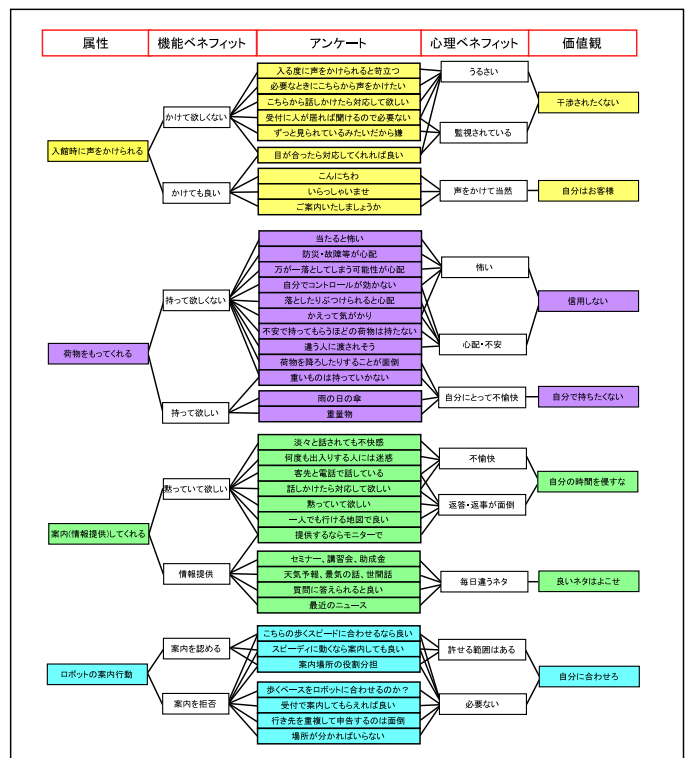 属性 機能ベネフィット アンケート 心理ベネフィット 価値観
入館時に声をかけられる
かけて欲しくない
かけても良い
入る度に声をかけられると苛立つ
必要なときにこちらから声をかけたい
こちらから話しかけたら対応して欲しい
受付に人が居れば聞けるので必要ない
ずっと見られているみたいだから嫌
目が合ったら対応してくれれば良い
こんにちわ
いらっしゃいませ
ご案内いたしましょうか
うるさい
監視されている
声をかけて当然
干渉されたくない
自分はお客様
荷物をもってくれる
持って欲しくない
持って欲しい
当たると怖い
防災・故障等が心配
万が一落としてしまう可能性が心配
自分でコントロールが効かない
落としたりぶつけられると心配
かえって気がかり
不安で持ってもらうほどの荷物は持たない
違う人に渡されそう
荷物を降ろしたりすることが面倒
重いものは持っていかない
雨の日の傘
重量物
怖い
心配・不安
自分にとって不愉快
信用しない
自分で持ちたくない
案内(情報提供)してくれる
黙っていて欲しい
情報提供
淡々と話されても不快感
何度も出入りする人には迷惑
客先と電話で話している
話しかけたら対応して欲しい
黙っていて欲しい
一人でも行ける地図で良い
提供するならモニターで
セミナー、講習会、助成金
天気予報、景気の話、世間話
質問に答えられると良い
最近のニュース
不愉快
返答・返事が面倒
毎日違うネタ
自分の時間を侵すな
良いネタはよこせ
ロボットの案内行動
案内を認める
案内を拒否
こちらの歩くスピードに合わせるなら良い
スピーディに動くなら案内しても良い
案内場所の役割分担
歩くペースをロボットに合わせるのか？
受付で案内してもらえれば良い
行き先を重複して申告するのは面倒
場所が分かればいらない
許せる範囲はある
必要ない
自分に合わせろ